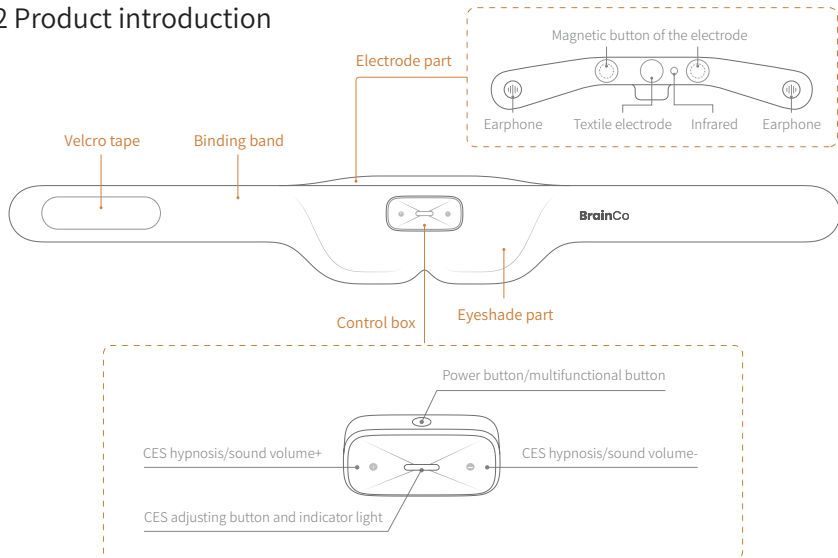 2 Product introduction
Magnetic button of the electrode
Electrode part
Earphone
Textile electrode
Infrared
Earphone
Velcro tape
Binding band
BrainCo
Control box
Eyeshade part
Power button/multifunctional button
CES hypnosis/sound volume+
CES hypnosis/sound volume-
CES adjusting button and indicator light